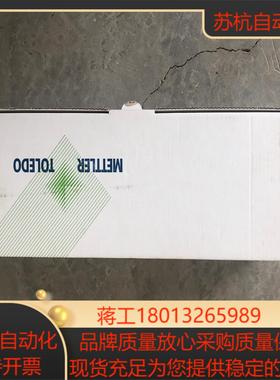 苏杭自动
METTLER TOLEDO
蒋工18013265989
自动化 品牌质量放心采购质量保
开票 现货充足为您提供稳定的